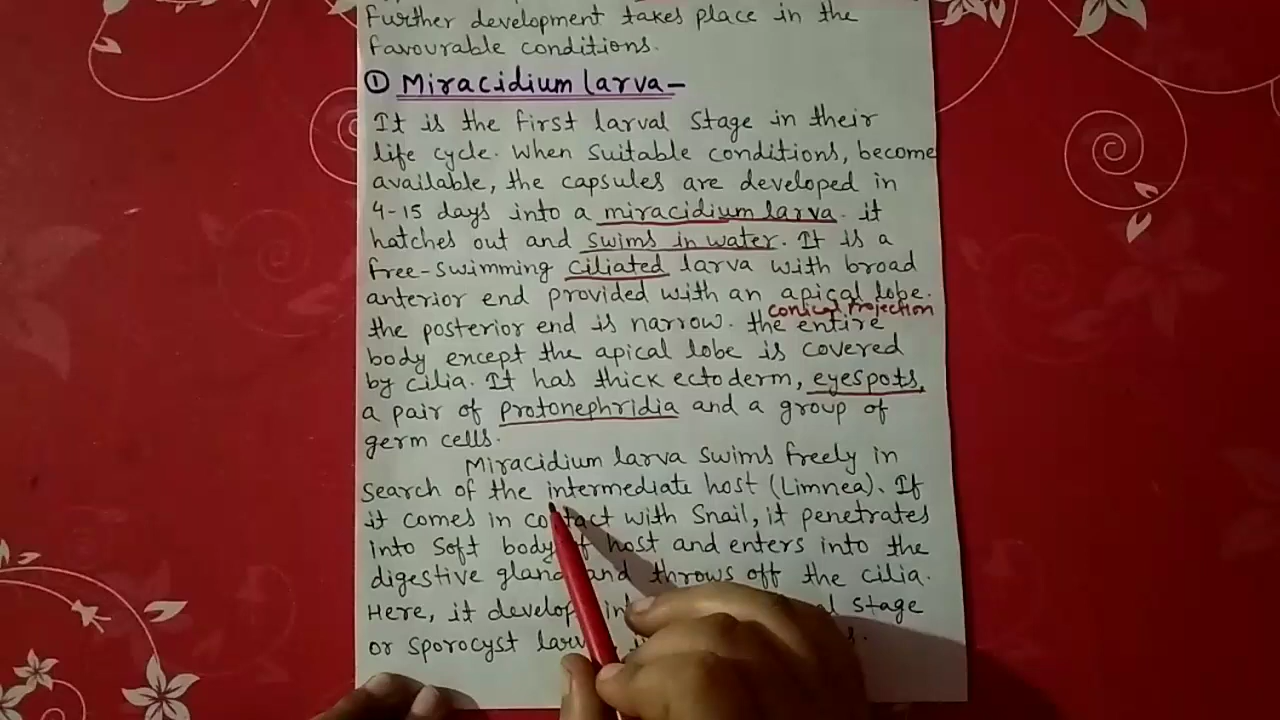 further development takes place in the
favourable conditions.
① Miracidium larva-
It is the first larval stage in their
life cycle. When suitable conditions, become
available, the capsules are developed in
4-15 days into a miracidium larva. it
hatches out and swims in water. It is a
free-swimming ciliated larva with broad
anterior end provided with an apical lobe.
conical projection
the posterior end is narrow. the entire
body except the apical lobe is covered
by cilia. It has thick ectoderm, eyespots,
a pair of protonephridia and a group of
germ cells.
Miracidium larva swims freely in
search of the intermediate host (Limnea). If
it comes in contact with snail, it penetrates
into soft body of host and enters into the
digestive gland and throws off the cilia.
Here, it develop stage
or sporocyst